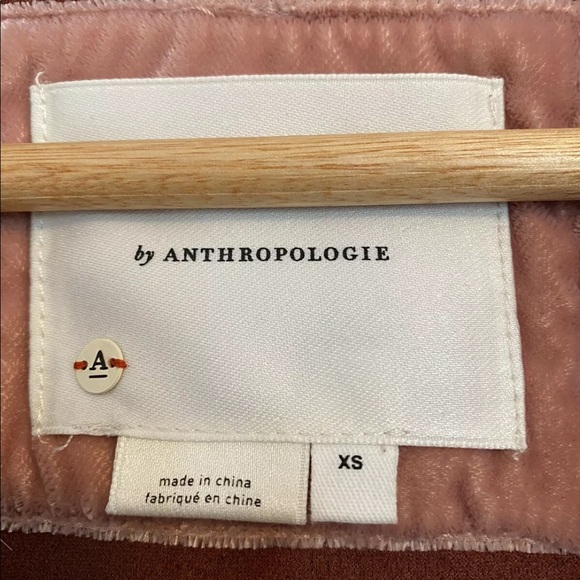 by ANTHROPOLOGIE
A
made in china
fabriqué en chine
XS